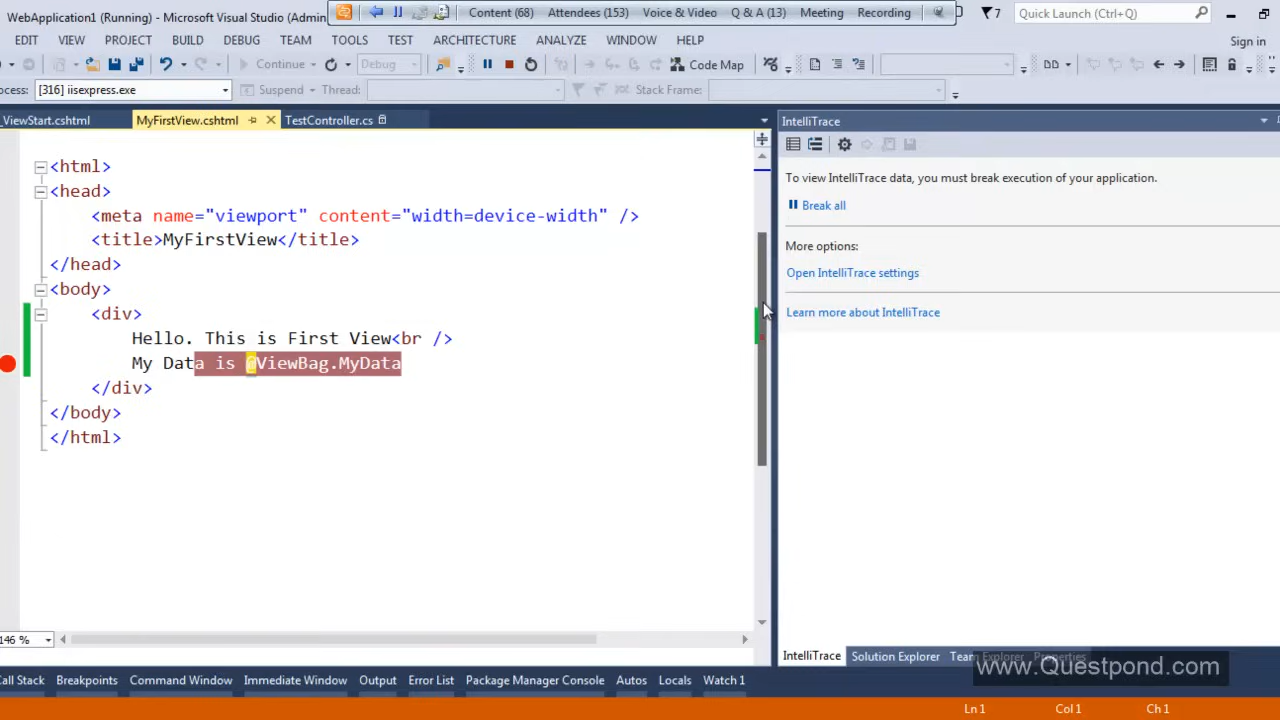 WebApplication1 (Running) - Microsoft Visual Studio (Admin
Content (68) Attendees (153) Voice & Video Q & A (13) Meeting Recording
7 Quick Launch (Ctrl+Q)
EDIT VIEW PROJECT BUILD DEBUG TEAM TOOLS TEST ARCHITECTURE ANALYZE WINDOW HELP
Sign in
Continue Debug Code Map
ocess: [316] iisexpress.exe Suspend Thread: Stack Frame:
_ViewStart.cshtml MyFirstView.cshtml TestController.cs
<html>
<head>
<meta name="viewport" content="width=device-width" />
<title>MyFirstView</title>
</head>
<body>
<div>
Hello. This is First View<br />
My Data is @ViewBag.MyData
</div>
</body>
</html>
146 %
IntelliTrace
To view IntelliTrace data, you must break execution of your application.
Break all
More options:
Open IntelliTrace settings
Learn more about IntelliTrace
IntelliTrace Solution Explorer Team Explorer Properties
www.Questpond.com
Call Stack Breakpoints Command Window Immediate Window Output Error List Package Manager Console Autos Locals Watch 1
Ln 1 Col 1 Ch 1